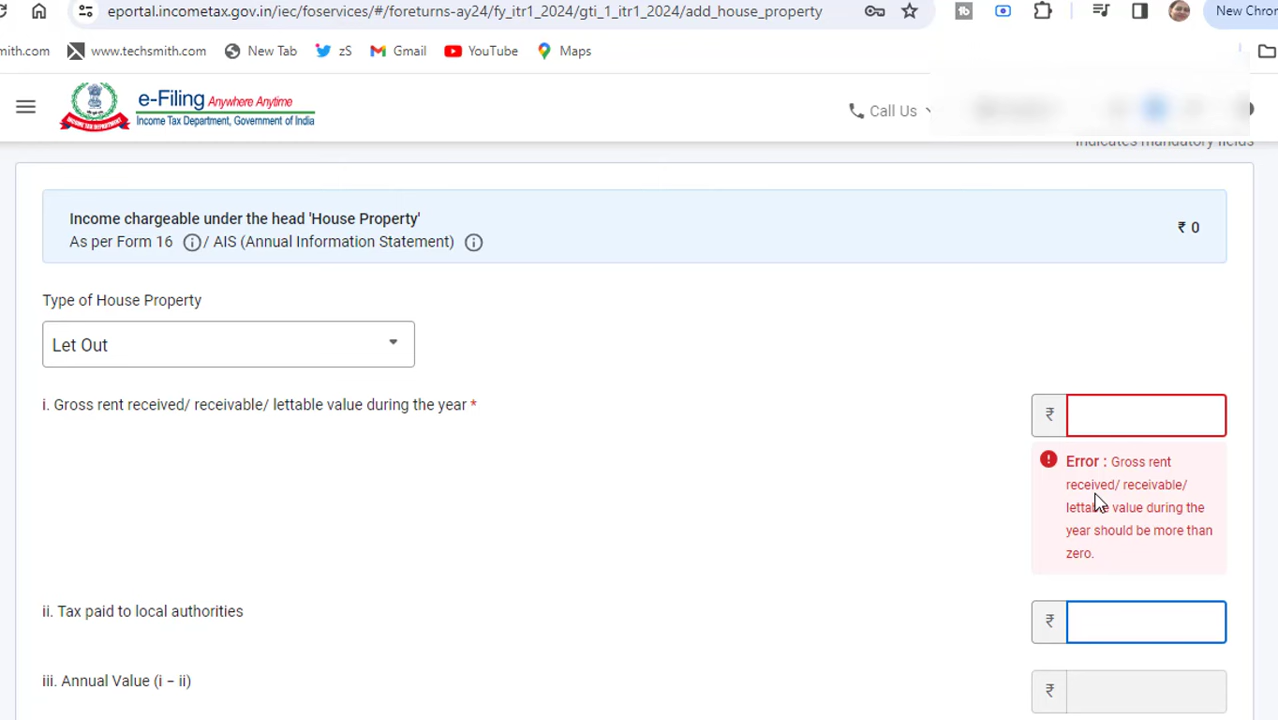 eportal.incometax.gov.in/iec/foservices/#/foreturns-ay24/fy_itr1_2024/gti_1_itr1_2024/add_house_property
New Chrom
mith.com
www.techsmith.com
New Tab
zS
Gmail
YouTube
Maps
e-Filing Anywhere Anytime
Income Tax Department, Government of India
Call Us
Indicates mandatory fields
Income chargeable under the head 'House Property'
As per Form 16 / AIS (Annual Information Statement)
₹ 0
Type of House Property
Let Out
i. Gross rent received/ receivable/ lettable value during the year *
₹
Error : Gross rent
received/ receivable/
lettable value during the
year should be more than
zero.
ii. Tax paid to local authorities
₹
iii. Annual Value (i − ii)
₹